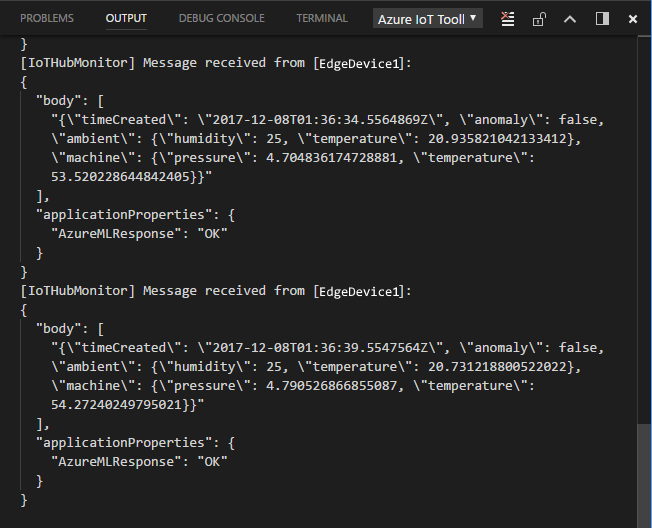 PROBLEMS OUTPUT DEBUG CONSOLE TERMINAL Azure IoT Tooll
}
[IoTHubMonitor] Message received from [EdgeDevice1]:
{
"body": [
"{\"timeCreated\": \"2017-12-08T01:36:34.5564869Z\", \"anomaly\": false,
\"ambient\": {\"humidity\": 25, \"temperature\": 20.935821042133412},
\"machine\": {\"pressure\": 4.704836174728881, \"temperature\":
53.520228644842405}}"
],
"applicationProperties": {
"AzureMLResponse": "OK"
}
}
[IoTHubMonitor] Message received from [EdgeDevice1]:
{
"body": [
"{\"timeCreated\": \"2017-12-08T01:36:39.5547564Z\", \"anomaly\": false,
\"ambient\": {\"humidity\": 25, \"temperature\": 20.731218800522022},
\"machine\": {\"pressure\": 4.790526866855087, \"temperature\":
54.27240249795021}}"
],
"applicationProperties": {
"AzureMLResponse": "OK"
}
}